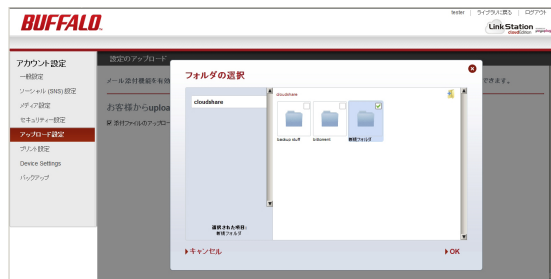 tester | ライブラリに戻る | ログアウト
BUFFALO
LinkStation
cloudEdition
pogoplug
アカウント設定
一般設定
ソーシャル (SNS) 設定
メディア設定
セキュリティー設定
アップロード設定
プリント設定
Device Settings
バックアップ
設定のアップロード
メール添付機能を有効
できます。
お客様からuploa
添付ファイルのアップロー
フォルダの選択
cloudshare
cloudshare
backup stuff
bittorrent
新規フォルダ
選択された項目:
新規フォルダ
キャンセル
OK